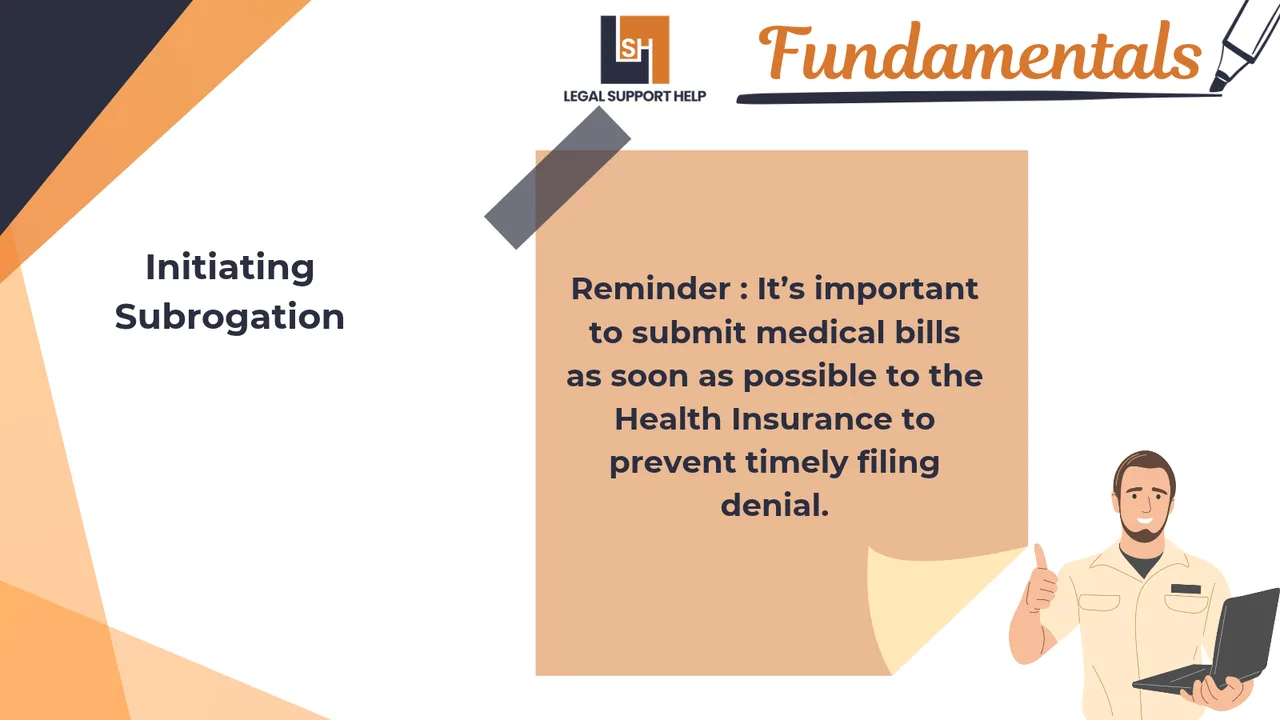 SH
LEGAL SUPPORT HELP
Fundamentals
Initiating
Subrogation
Reminder : It’s important
to submit medical bills
as soon as possible to the
Health Insurance to
prevent timely filing
denial.